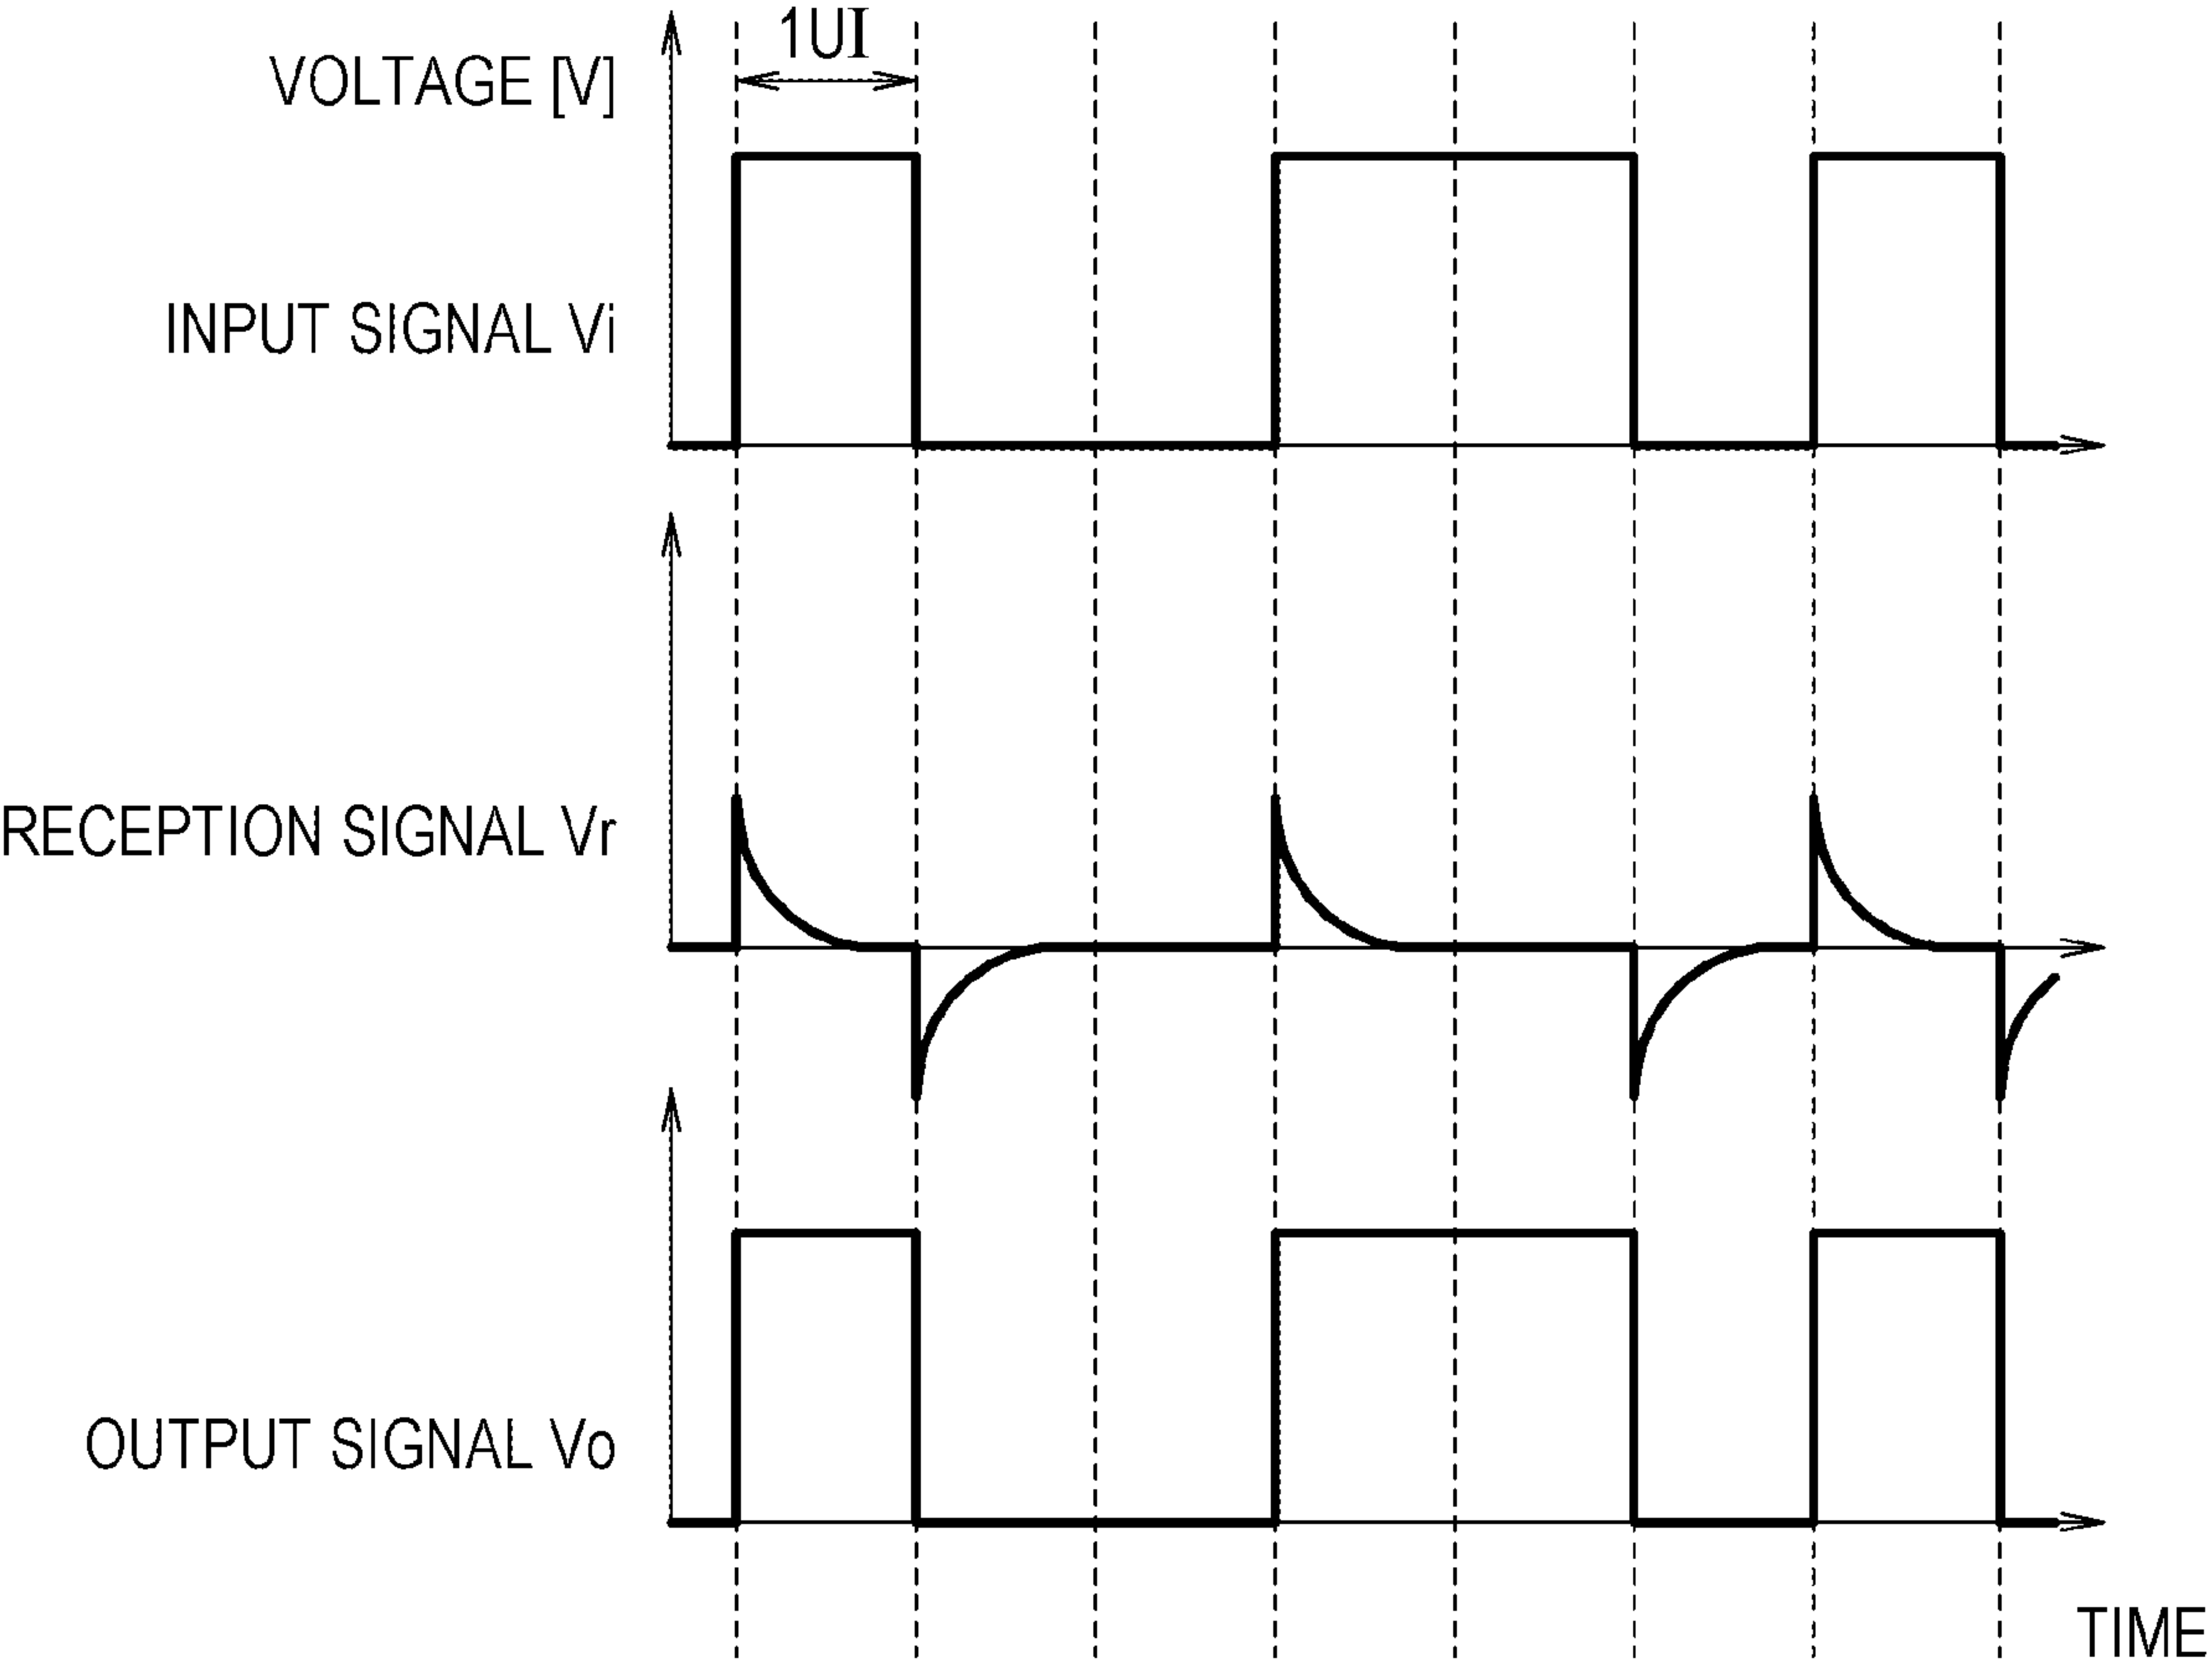 VOLTAGE [V]
1UI
INPUT SIGNAL Vi
RECEPTION SIGNAL Vr
OUTPUT SIGNAL Vo
TIME